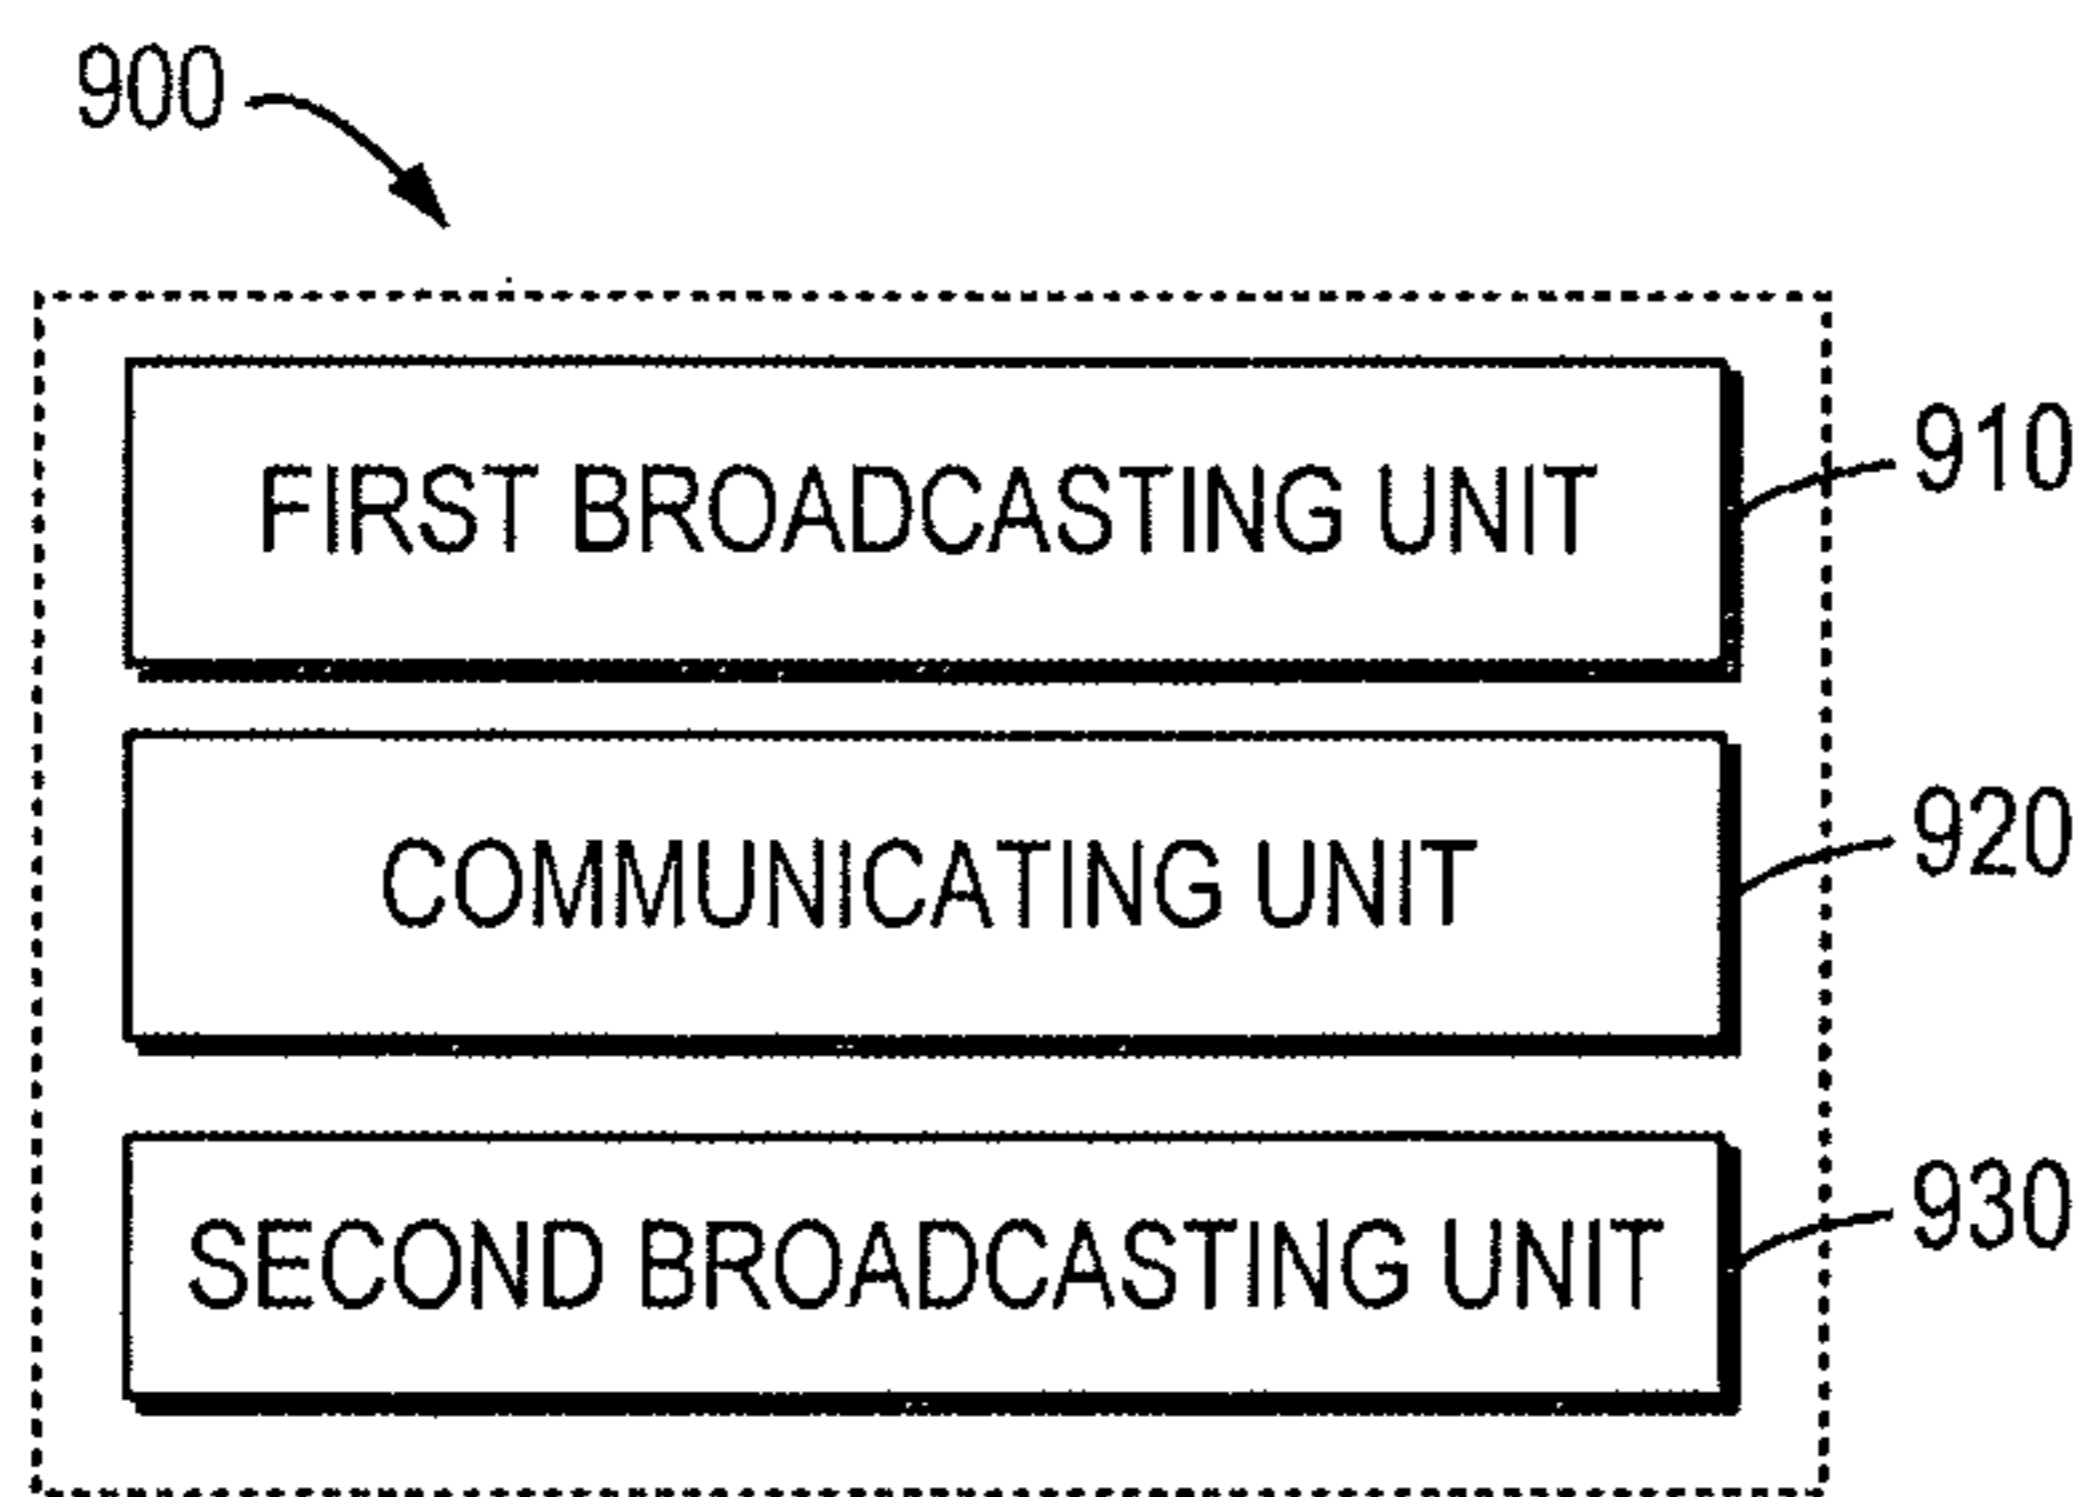 900
FIRST BROADCASTING UNIT
910
COMMUNICATING UNIT
920
SECOND BROADCASTING UNIT
930